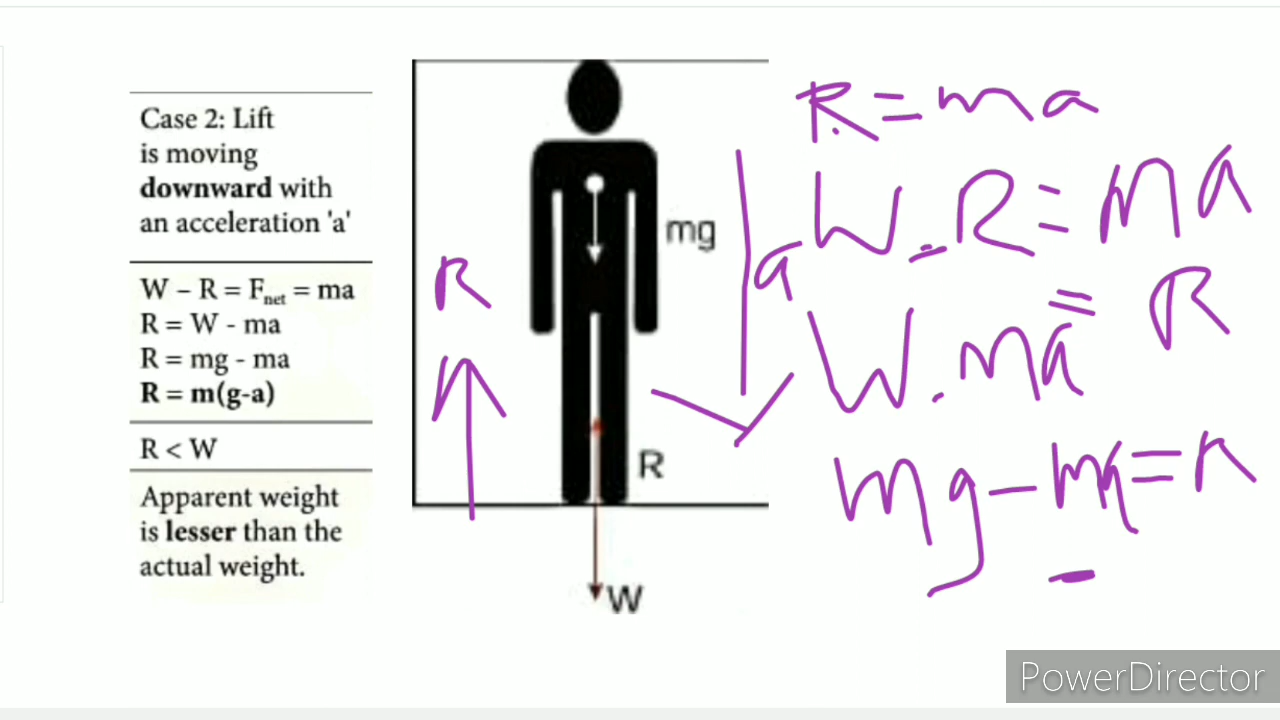 Case 2: Lift
is moving
downward with
an acceleration 'a'
W – R = Fnet = ma
R = W - ma
R = mg - ma
R = m(g-a)
R < W
Apparent weight
is lesser than the
actual weight.
mg
R
R
W
a
R = ma
W - R = ma
W - ma = R
mg - ma = R
PowerDirector